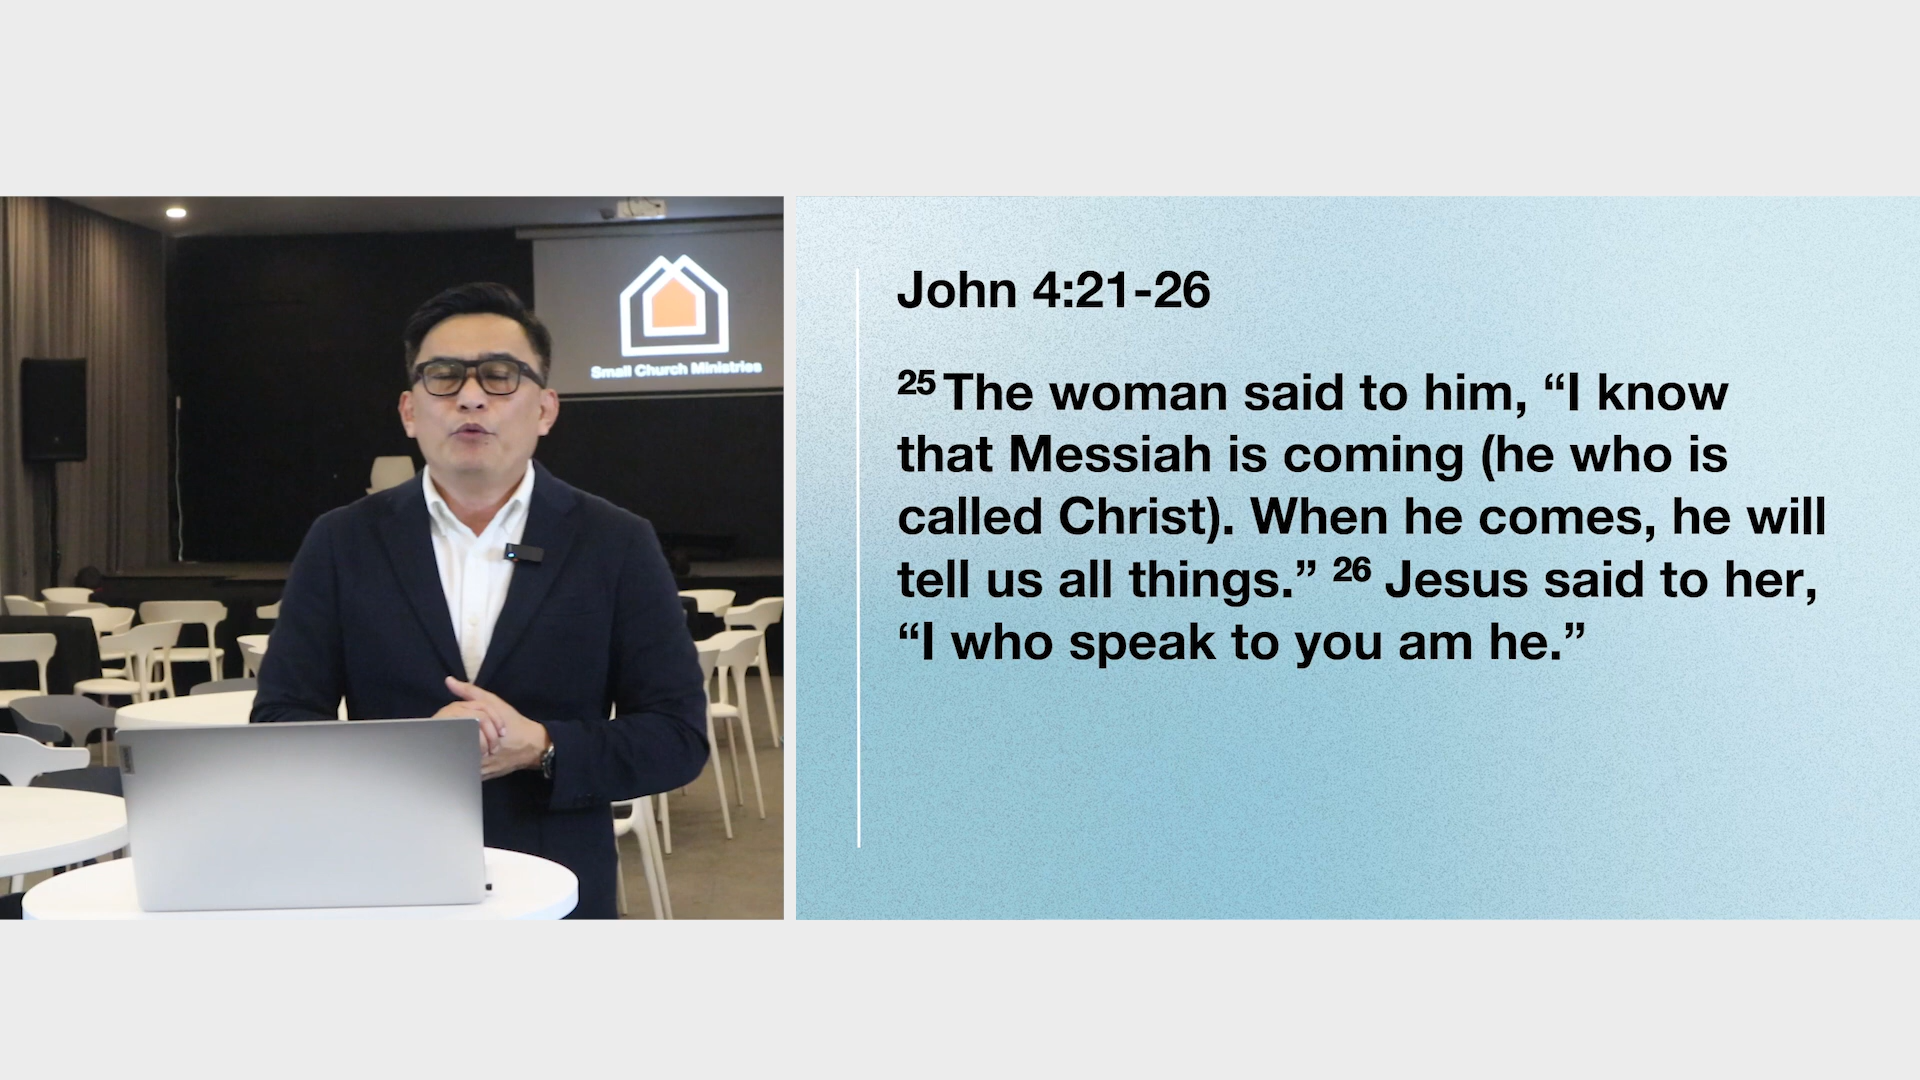 Small Church Ministries
John 4:21-26
25 The woman said to him, “I know
that Messiah is coming (he who is
called Christ). When he comes, he will
tell us all things.” 26 Jesus said to her,
“I who speak to you am he.”